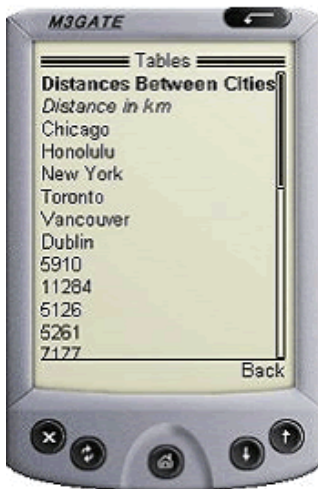 M3GATE
Tables
Distances Between Cities
Distance in km
Chicago
Honolulu
New York
Toronto
Vancouver
Dublin
5910
11284
5126
5261
7177
Back